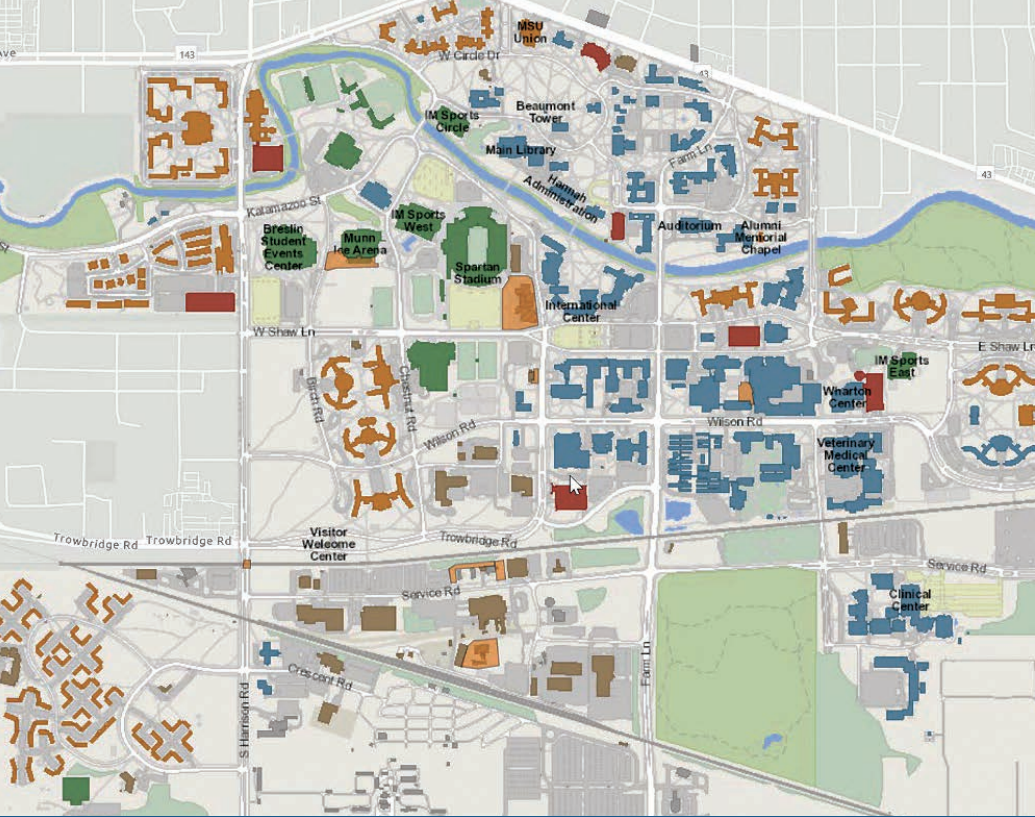 Ave
143
MSU
Union
W Circle Dr
43
IM Sports
Circle
Beaumont
Tower
Main Library
Farm Ln
43
Hannah
Administration
Kalamazoo St
IM Sports
West
Breslin
Student
Events
Center
Munn
Ice Arena
Spartan
Stadium
Auditorium
Alumni
Memorial
Chapel
International
Center
W Shaw Ln
E Shaw Ln
Birch Rd
Chestnut Rd
IM Sports
East
Wharton
Center
Wilson Rd
Wilson Rd
Veterinary
Medical
Center
Trowbridge Rd
Trowbridge Rd
Visitor
Welcome
Center
Trowbridge Rd
Service Rd
Service Rd
Clinical
Center
Crescent Rd
S Harrison Rd
Farm Ln